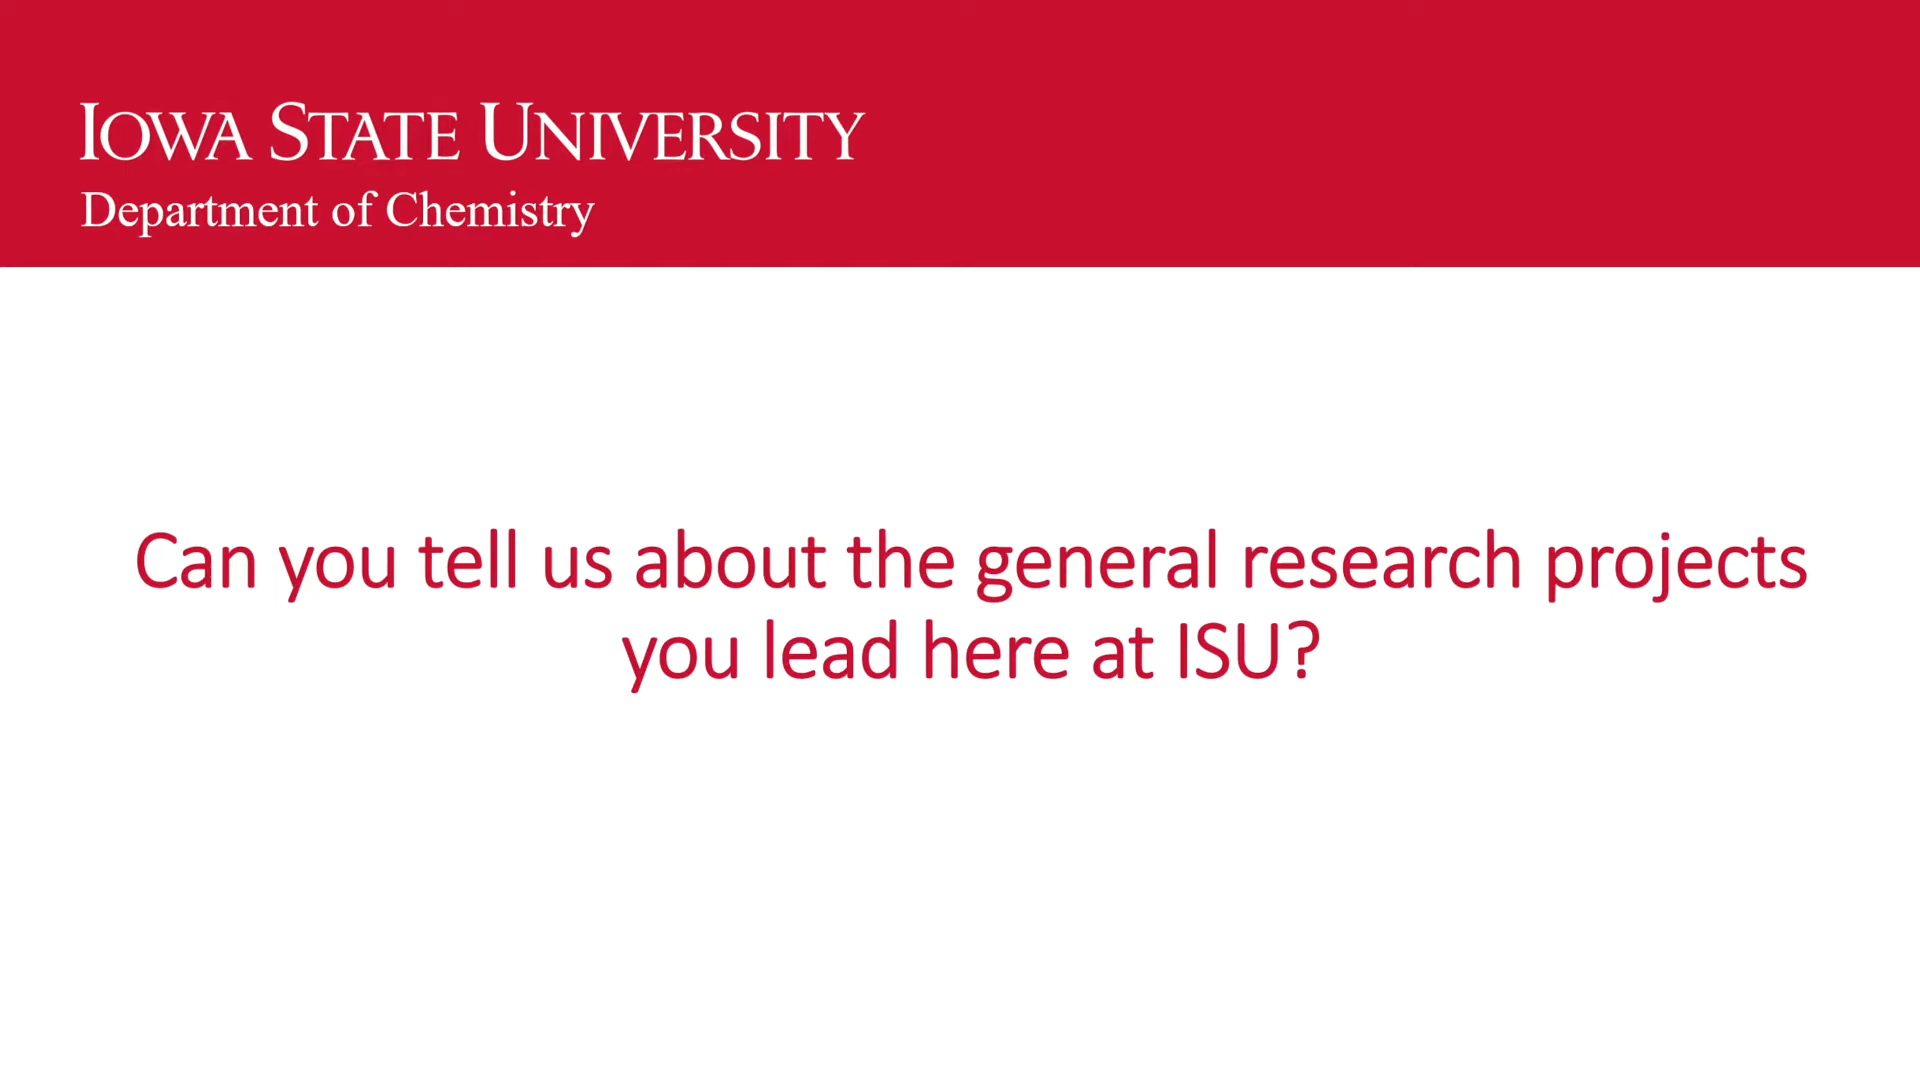 Iowa State University
Department of Chemistry
Can you tell us about the general research projects
you lead here at ISU?